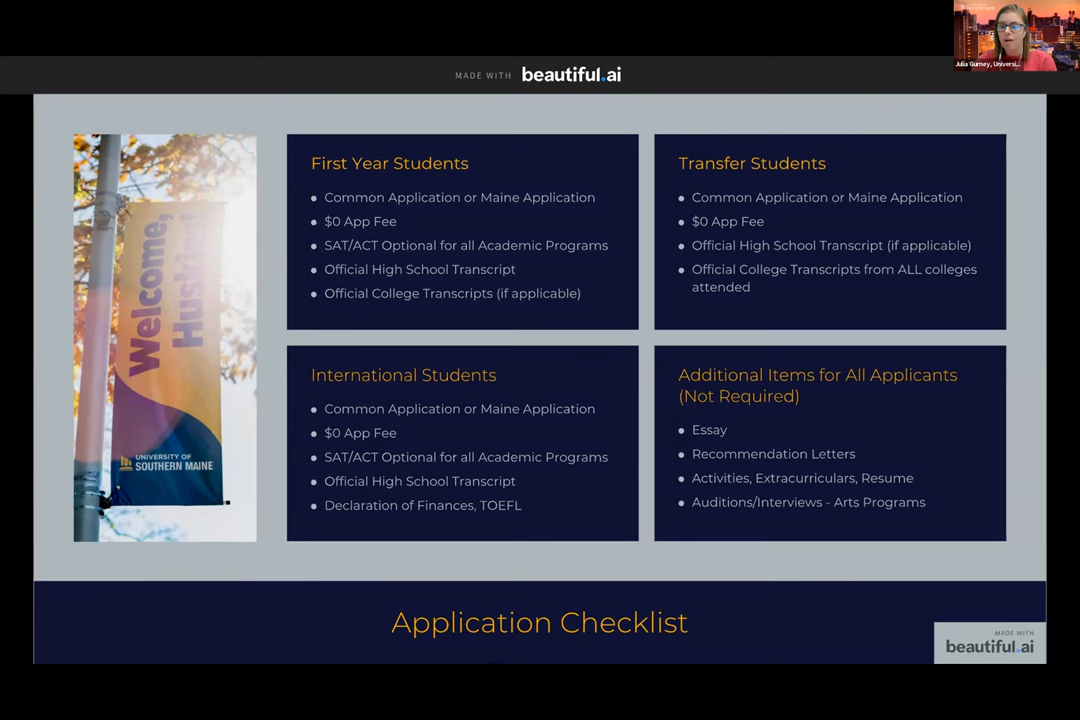 Julia Gurney, Universi...
MADE WITH beautiful.ai
Welcome,
UNIVERSITY OF
SOUTHERN MAINE
First Year Students
Common Application or Maine Application
$0 App Fee
SAT/ACT Optional for all Academic Programs
Official High School Transcript
Official College Transcripts (if applicable)
Transfer Students
Common Application or Maine Application
$0 App Fee
Official High School Transcript (if applicable)
Official College Transcripts from ALL colleges
attended
International Students
Common Application or Maine Application
$0 App Fee
SAT/ACT Optional for all Academic Programs
Official High School Transcript
Declaration of Finances, TOEFL
Additional Items for All Applicants
(Not Required)
Essay
Recommendation Letters
Activities, Extracurriculars, Resume
Auditions/Interviews - Arts Programs
Application Checklist
MADE WITH
beautiful.ai